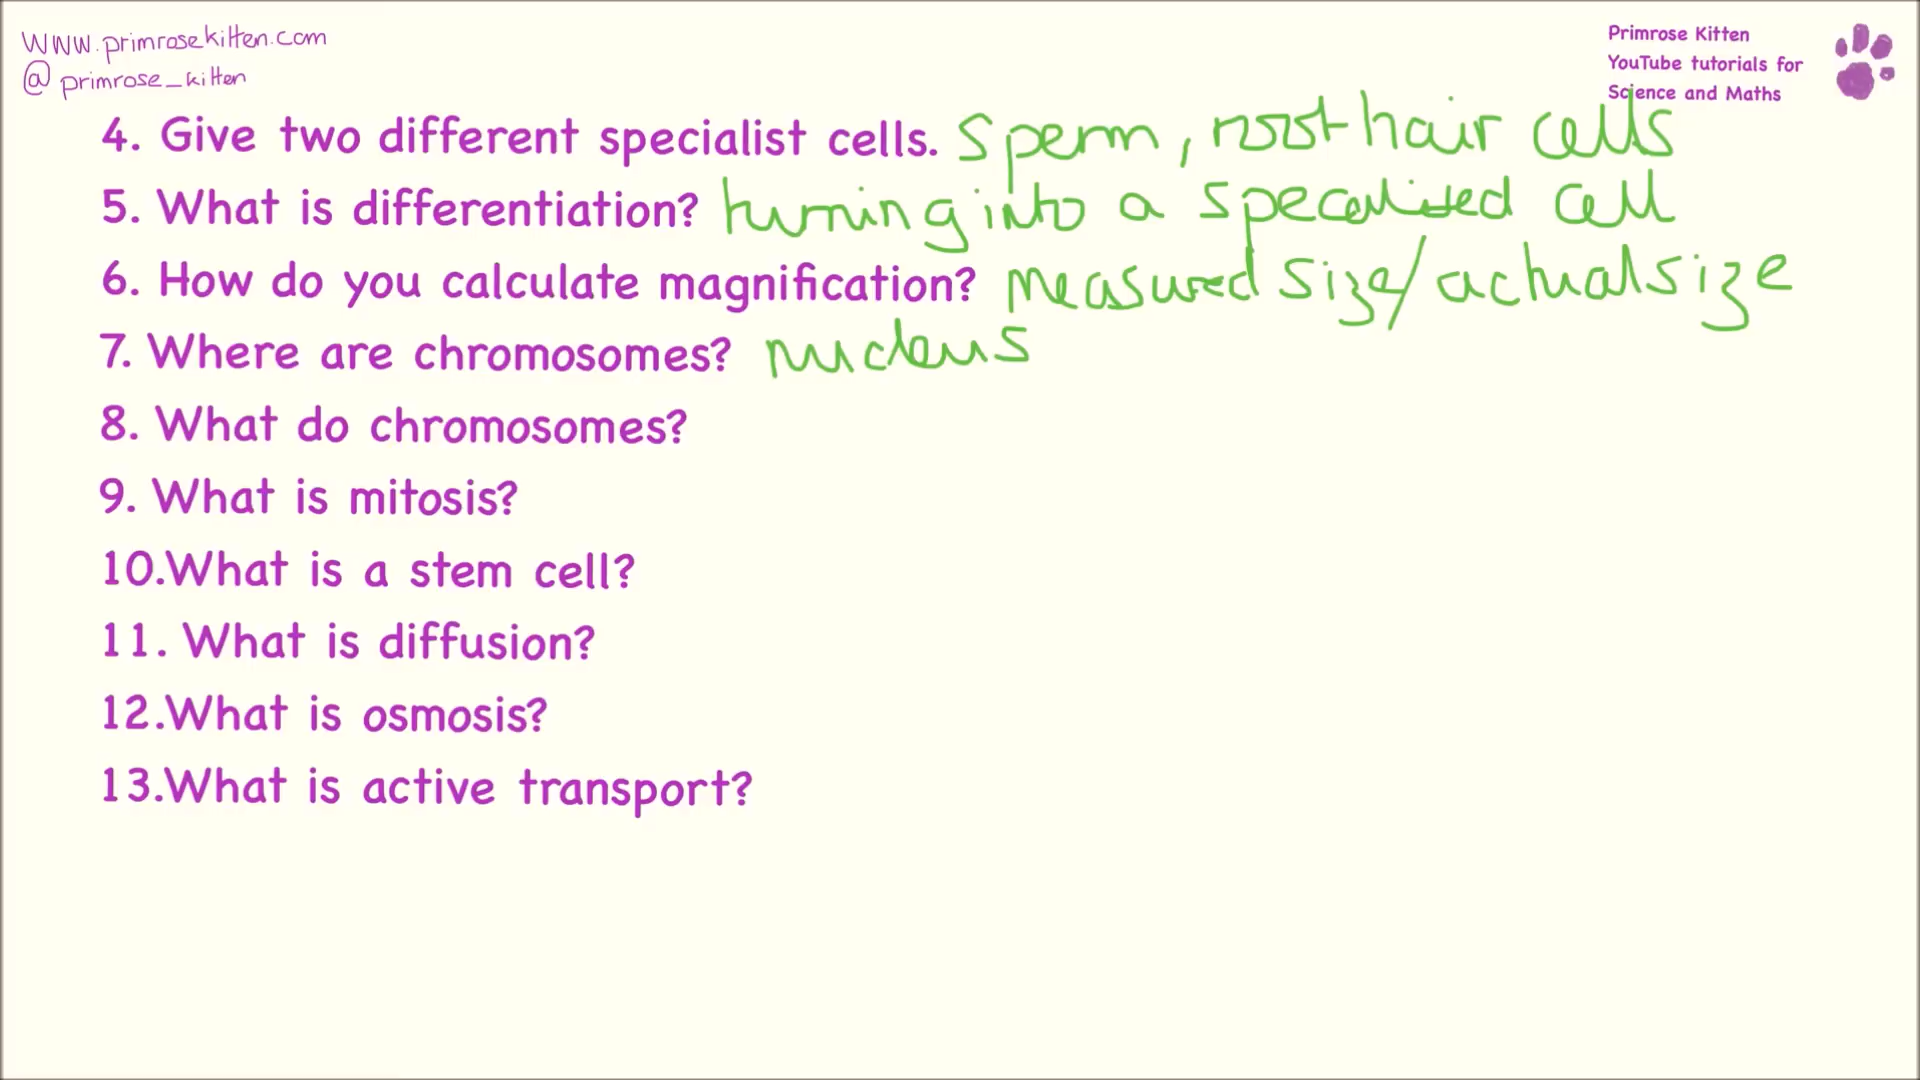 www.primrosekitten.com
@primrose_kitten
Primrose Kitten
YouTube tutorials for
Science and Maths
4. Give two different specialist cells. Sperm, root hair cells
5. What is differentiation? turning into a specalised cell
6. How do you calculate magnification? measured size/actual size
7. Where are chromosomes? nucleus
8. What do chromosomes?
9. What is mitosis?
10.What is a stem cell?
11. What is diffusion?
12.What is osmosis?
13.What is active transport?